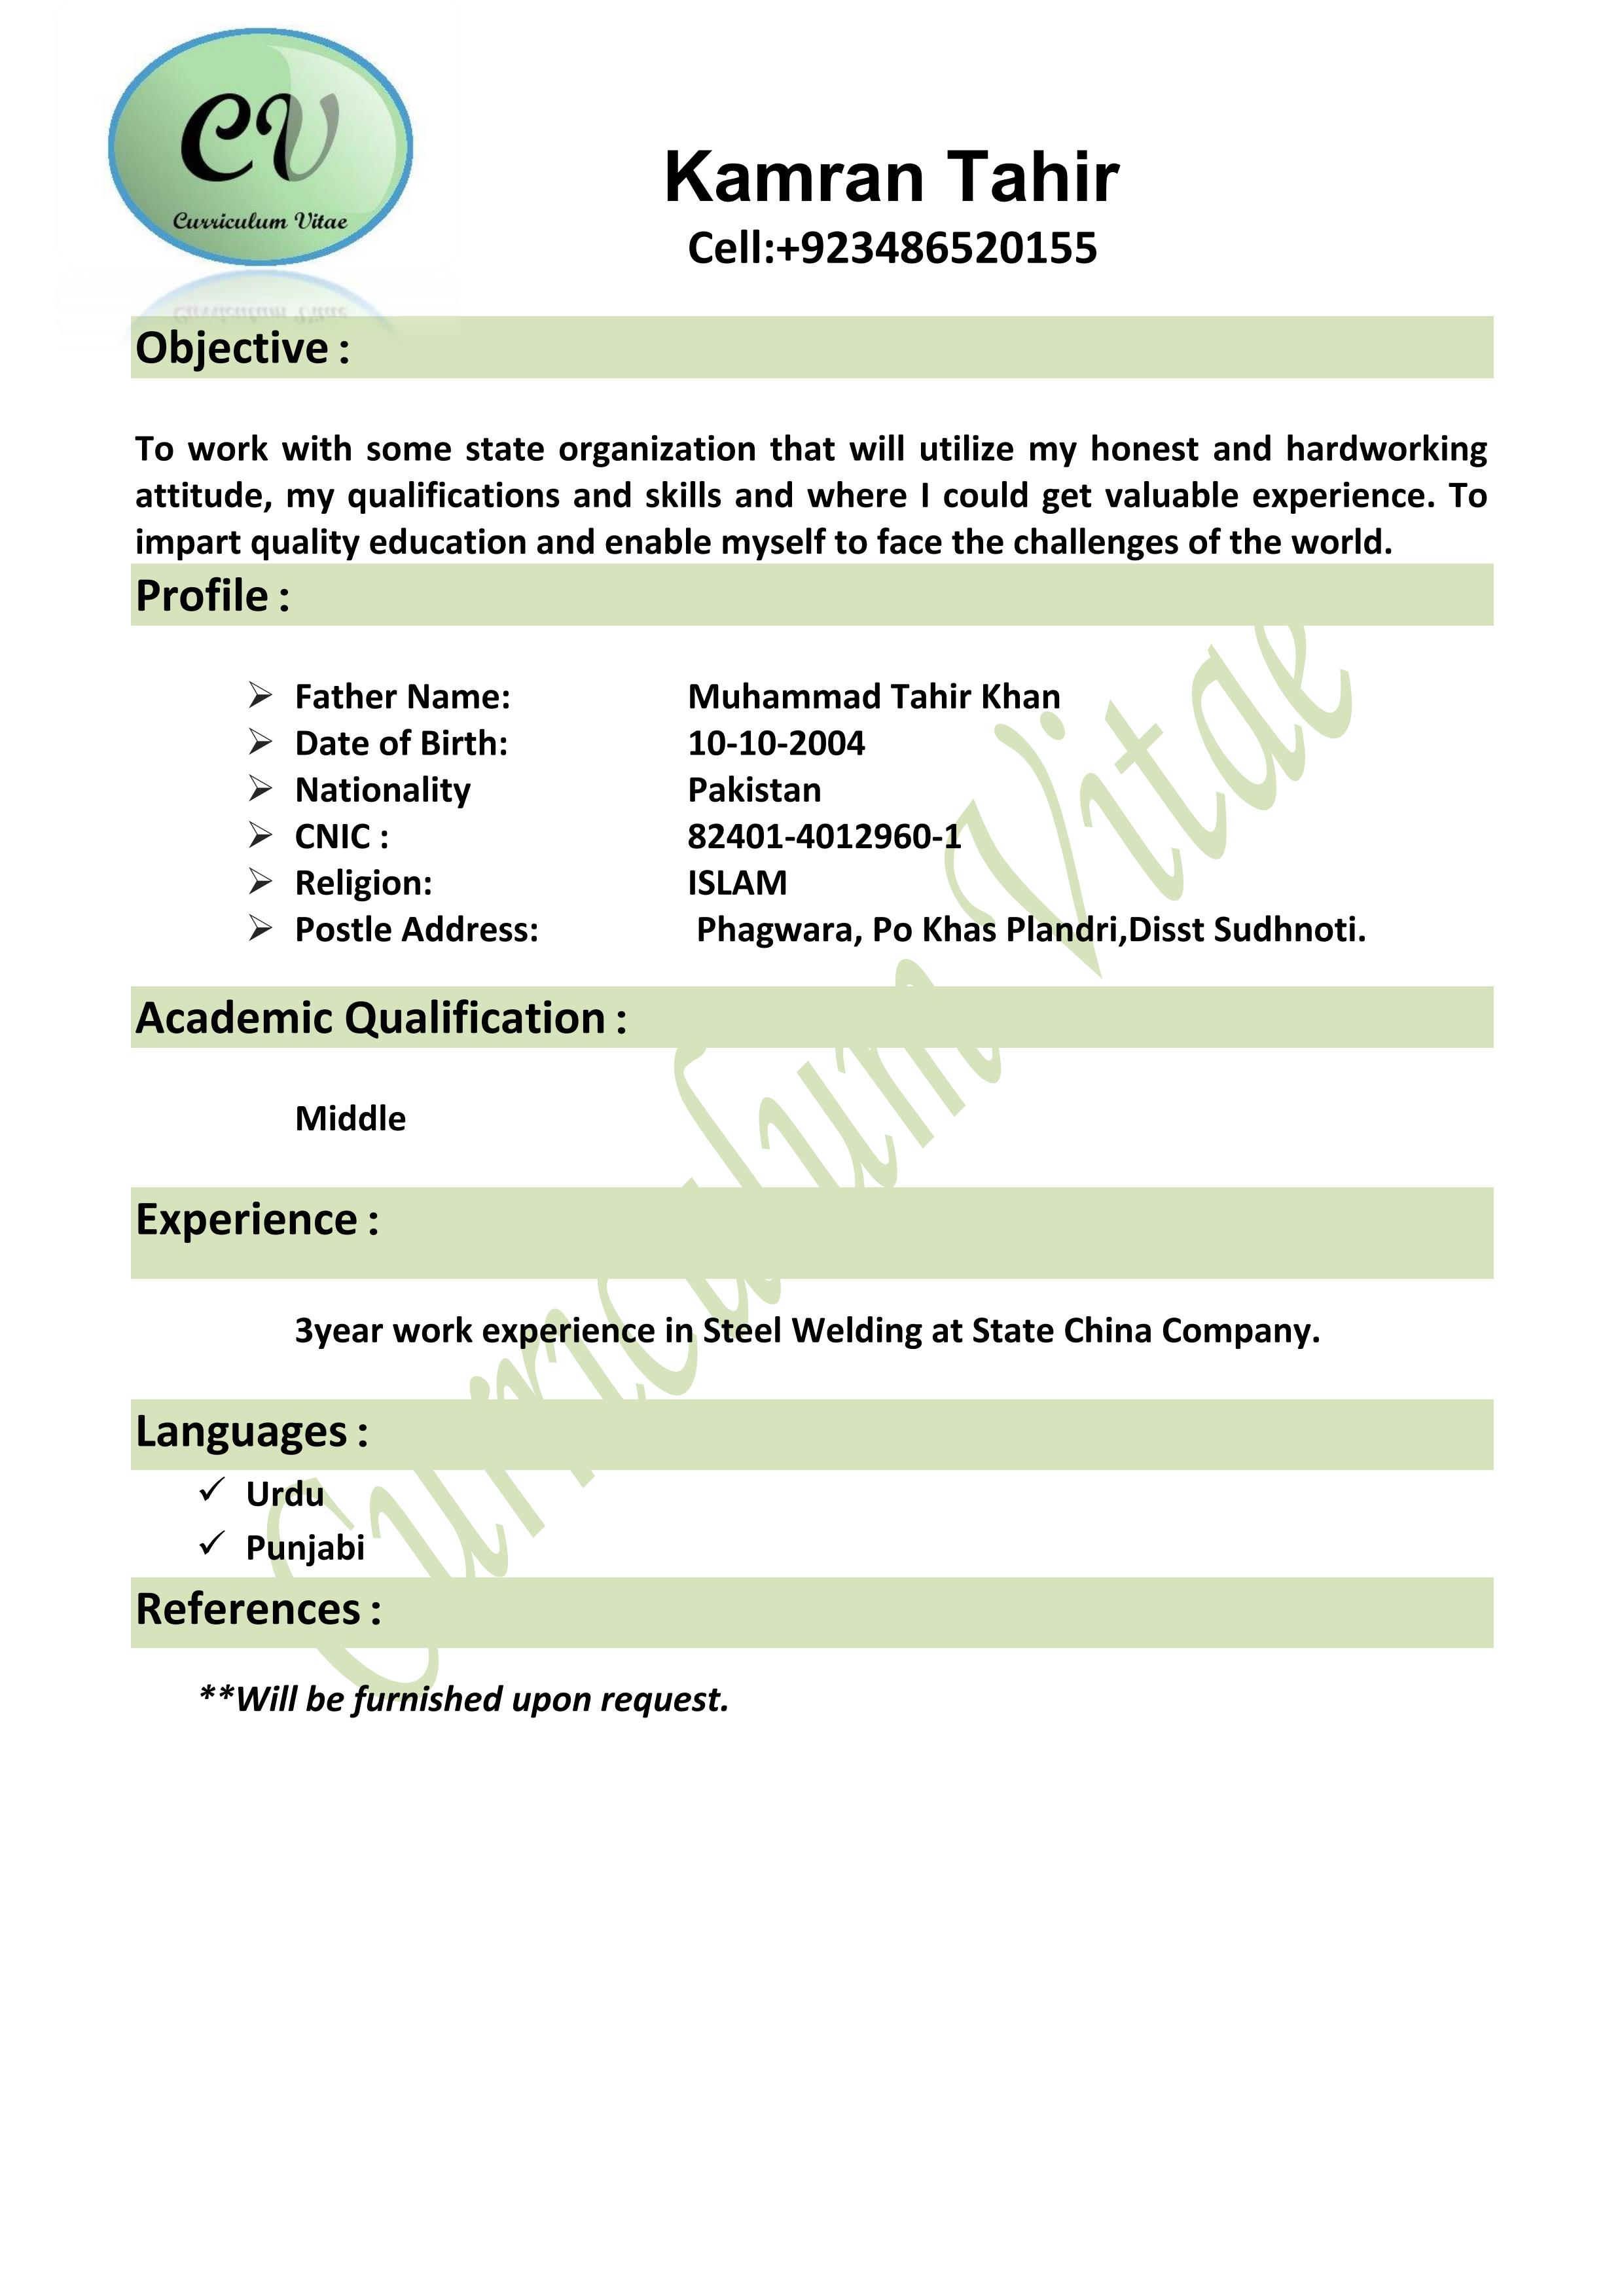 CV
Curriculum Vitae
Kamran Tahir
Cell:+923486520155
Curriculum Vitae
Objective :
To work with some state organization that will utilize my honest and hardworking
attitude, my qualifications and skills and where I could get valuable experience. To
impart quality education and enable myself to face the challenges of the world.
Profile :
Father Name: Muhammad Tahir Khan
Date of Birth: 10-10-2004
Nationality Pakistan
CNIC : 82401-4012960-1
Religion: ISLAM
Postle Address: Phagwara, Po Khas Plandri,Disst Sudhnoti.
Academic Qualification :
Middle
Experience :
3year work experience in Steel Welding at State China Company.
Languages :
Urdu
Punjabi
References :
**Will be furnished upon request.
Curriculum Vitae